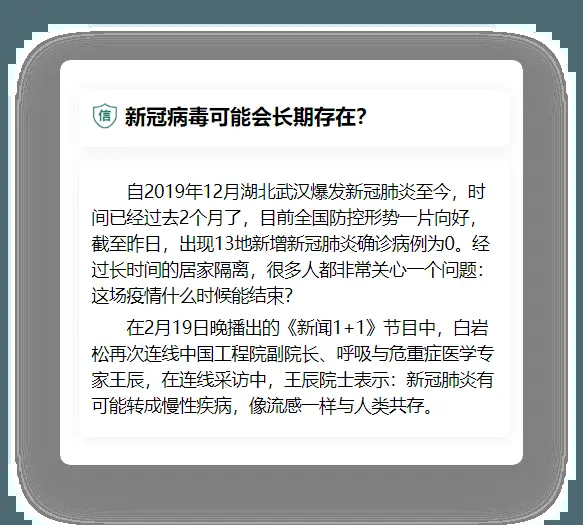 信 新冠病毒可能会长期存在？
自2019年12月湖北武汉爆发新冠肺炎至今，时
间已经过去2个月了，目前全国防控形势一片向好，
截至昨日，出现13地新增新冠肺炎确诊病例为0。经
过长时间的居家隔离，很多人都非常关心一个问题：
这场疫情什么时候能结束？
在2月19日晚播出的《新闻1+1》节目中，白岩
松再次连线中国工程院副院长、呼吸与危重症医学专
家王辰，在连线采访中，王辰院士表示：新冠肺炎有
可能转成慢性疾病，像流感一样与人类共存。